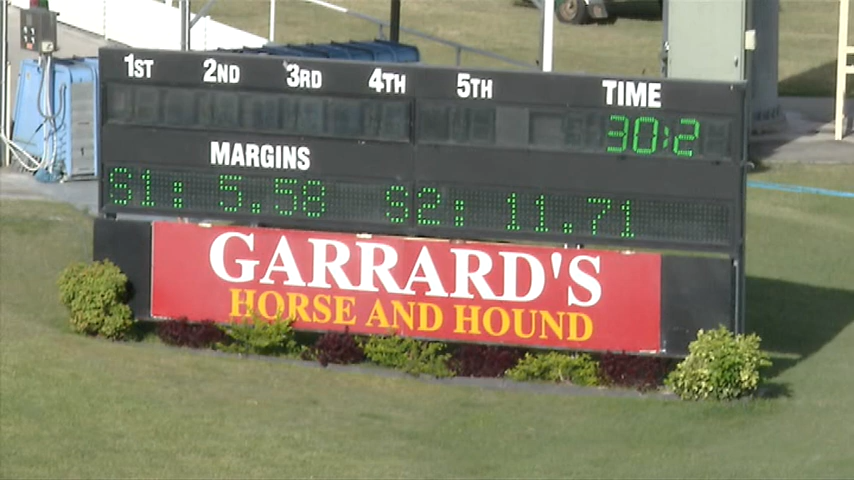 1ST 2ND 3RD 4TH 5TH TIME
30:2
MARGINS
S1: 5.58 S2: 11.71
GARRARD'S
HORSE AND HOUND